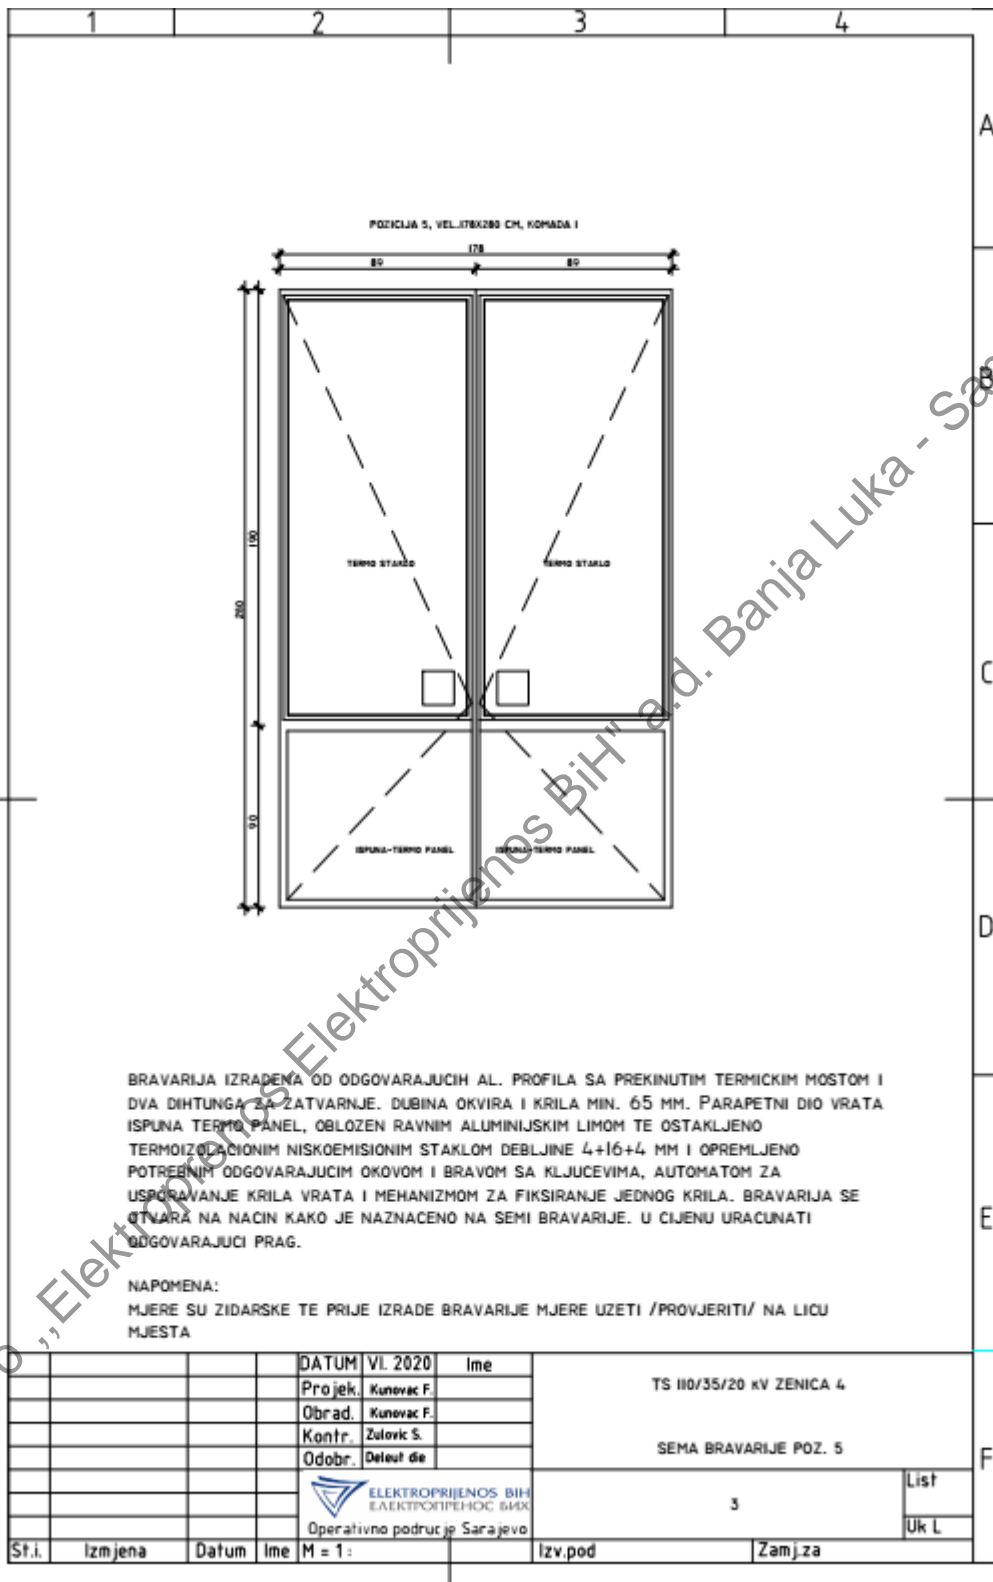 1 2 3 4
A
POZICIJA 5, VEL.178X280 CM, KOMADA 1
178
89 89
B
190
TERMO STAKLO TERMO STAKLO
280
C
90
ISPUNA-TERMO PANEL ISPUNA-TERMO PANEL
D
BRAVARIJA IZRADENA OD ODGOVARAJUCIH AL. PROFILA SA PREKINUTIM TERMICKIM MOSTOM I
DVA DIHTUNGA ZA ZATVARNJE. DUBINA OKVIRA I KRILA MIN. 65 MM. PARAPETNI DIO VRATA
ISPUNA TERMO PANEL, OBLOZEN RAVNIM ALUMINIJSKIM LIMOM TE OSTAKLJENO
TERMOIZOLACIONIM NISKOEMISIONIM STAKLOM DEBLJINE 4+16+4 MM I OPREMLJENO
POTREBNIM ODGOVARAJUCIM OKOVOM I BRAVOM SA KLJUCEVIMA, AUTOMATOM ZA
USPORAVANJE KRILA VRATA I MEHANIZMOM ZA FIKSIRANJE JEDNOG KRILA. BRAVARIJA SE
OTVARA NA NACIN KAKO JE NAZNACENO NA SEMI BRAVARIJE. U CIJENU URACUNATI
ODGOVARAJUCI PRAG.
E
NAPOMENA:
MJERE SU ZIDARSKE TE PRIJE IZRADE BRAVARIJE MJERE UZETI /PROVJERITI/ NA LICU
MJESTA
,,Elektroprenos-Elektroprijenos BiH" a.d. Banja Luka - Sa
DATUM VI. 2020 Ime
Projek. Kunovac F.
Obrad. Kunovac F.
Kontr. Zulovic S.
Odobr. Deleut die
TS 110/35/20 KV ZENICA 4
SEMA BRAVARIJE POZ. 5
F
ELEKTROPRIJENOS BIH
ЕЛЕКТРОПРЕНОС БИХ
Operativno podrucje Sarajevo
3
List
Uk L
St.i. Izmjena Datum Ime M = 1 : Izv.pod Zamj.za